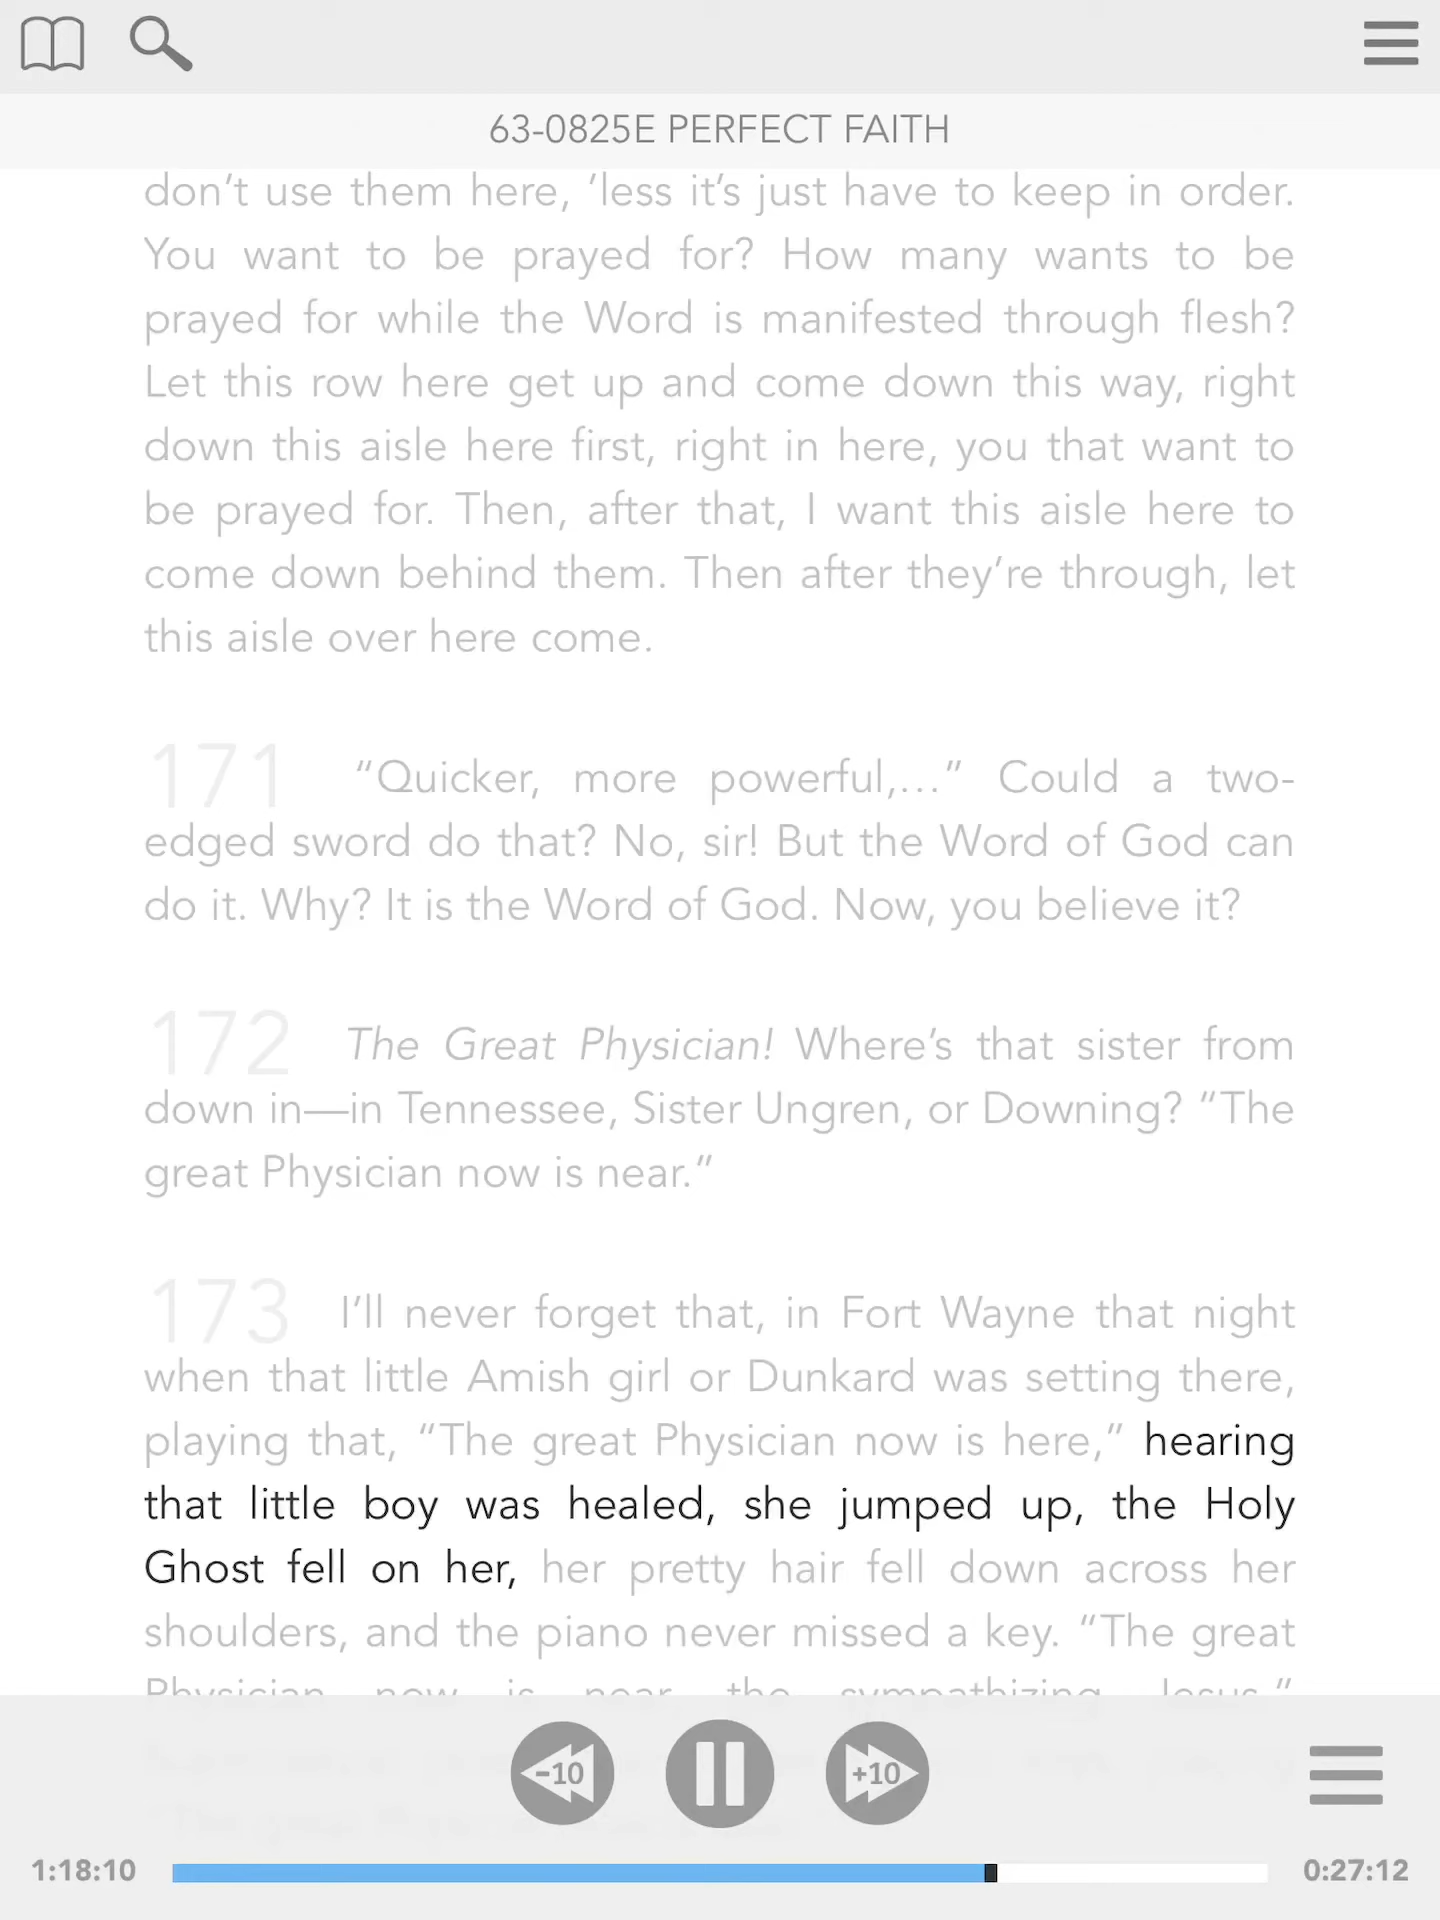 63-0825E PERFECT FAITH
don’t use them here, ’less it’s just have to keep in order.
You want to be prayed for? How many wants to be
prayed for while the Word is manifested through flesh?
Let this row here get up and come down this way, right
down this aisle here first, right in here, you that want to
be prayed for. Then, after that, I want this aisle here to
come down behind them. Then after they’re through, let
this aisle over here come.
171 “Quicker, more powerful,…” Could a two-
edged sword do that? No, sir! But the Word of God can
do it. Why? It is the Word of God. Now, you believe it?
172 The Great Physician! Where’s that sister from
down in—in Tennessee, Sister Ungren, or Downing? “The
great Physician now is near.”
173 I’ll never forget that, in Fort Wayne that night
when that little Amish girl or Dunkard was setting there,
playing that, “The great Physician now is here,” hearing
that little boy was healed, she jumped up, the Holy
Ghost fell on her, her pretty hair fell down across her
shoulders, and the piano never missed a key. “The great
Physician now is near, the sympathizing Jesus.”
-10 +10
1:18:10 0:27:12